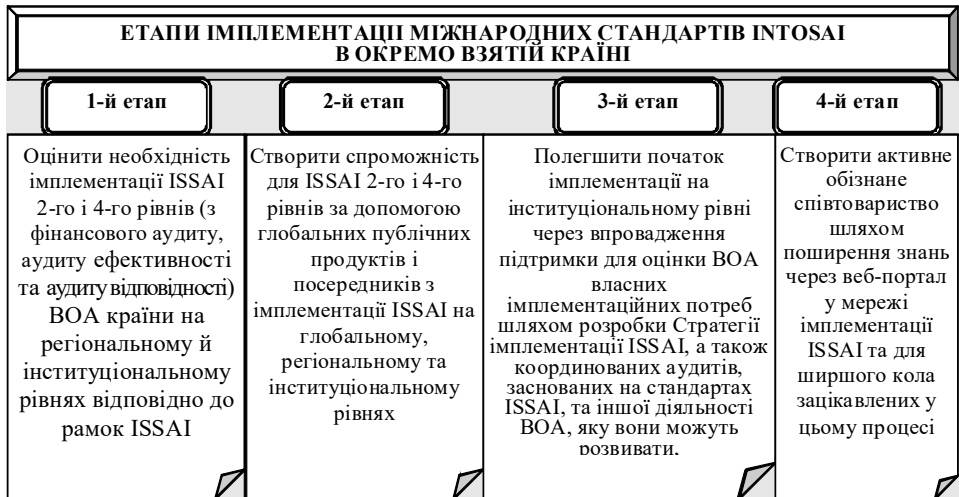 ЕТАПИ ІМПЛЕМЕНТАЦІЇ МІЖНАРОДНИХ СТАНДАРТІВ INTOSAI
В ОКРЕМО ВЗЯТІЙ КРАЇНІ
1-й етап
Оцінити необхідність
імплементації ISSAI
2-го і 4-го рівнів (з
фінансового аудиту,
аудиту ефективності
та аудиту відповідності)
ВОА країни на
регіональному й
інституціональному
рівнях відповідно до
рамок ISSAI
2-й етап
Створити спроможність
для ISSAI 2-го і 4-го
рівнів за допомогою
глобальних публічних
продуктів і
посередників з
імплементації ISSAI на
глобальному,
регіональному та
інституціональному
рівнях
3-й етап
Полегшити початок
імплементації на
інституціональному рівні
через впровадження
підтримки для оцінки ВОА
власних
імплементаційних потреб
шляхом розробки Стратегії
імплементації ISSAI, а також
координованих аудитів,
заснованих на стандартах
ISSAI, та іншої діяльності
ВОА, яку вони можуть
розвивати.
4-й етап
Створити активне
обізнане
співтовариство
шляхом
поширення знань
через веб-портал
у мережі
імплементації
ISSAI та для
ширшого кола
зацікавлених у
цьому процесі